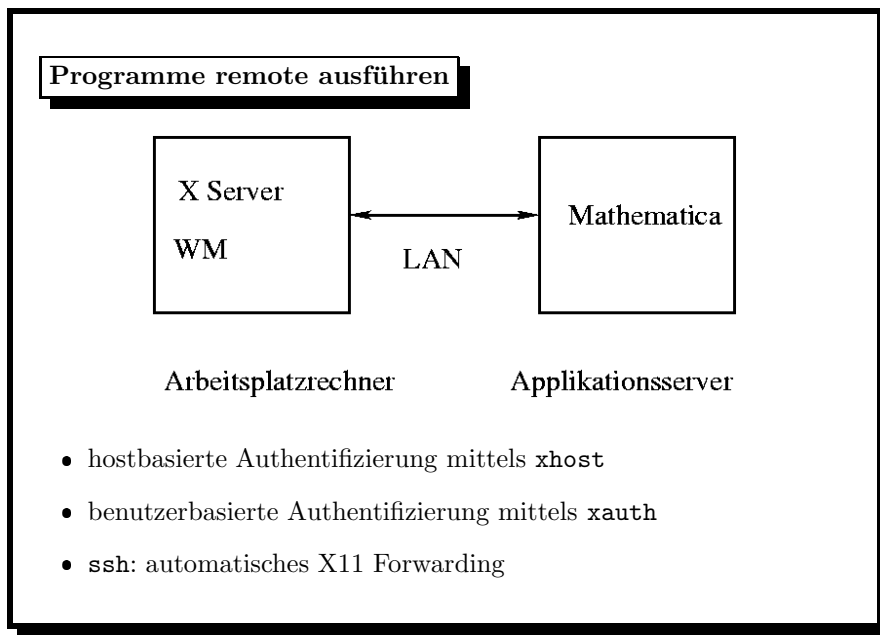 Programme remote ausführen
X Server
WM
LAN
Mathematica
Arbeitsplatzrechner
Applikationsserver
• hostbasierte Authentifizierung mittels xhost
• benutzerbasierte Authentifizierung mittels xauth
• ssh: automatisches X11 Forwarding